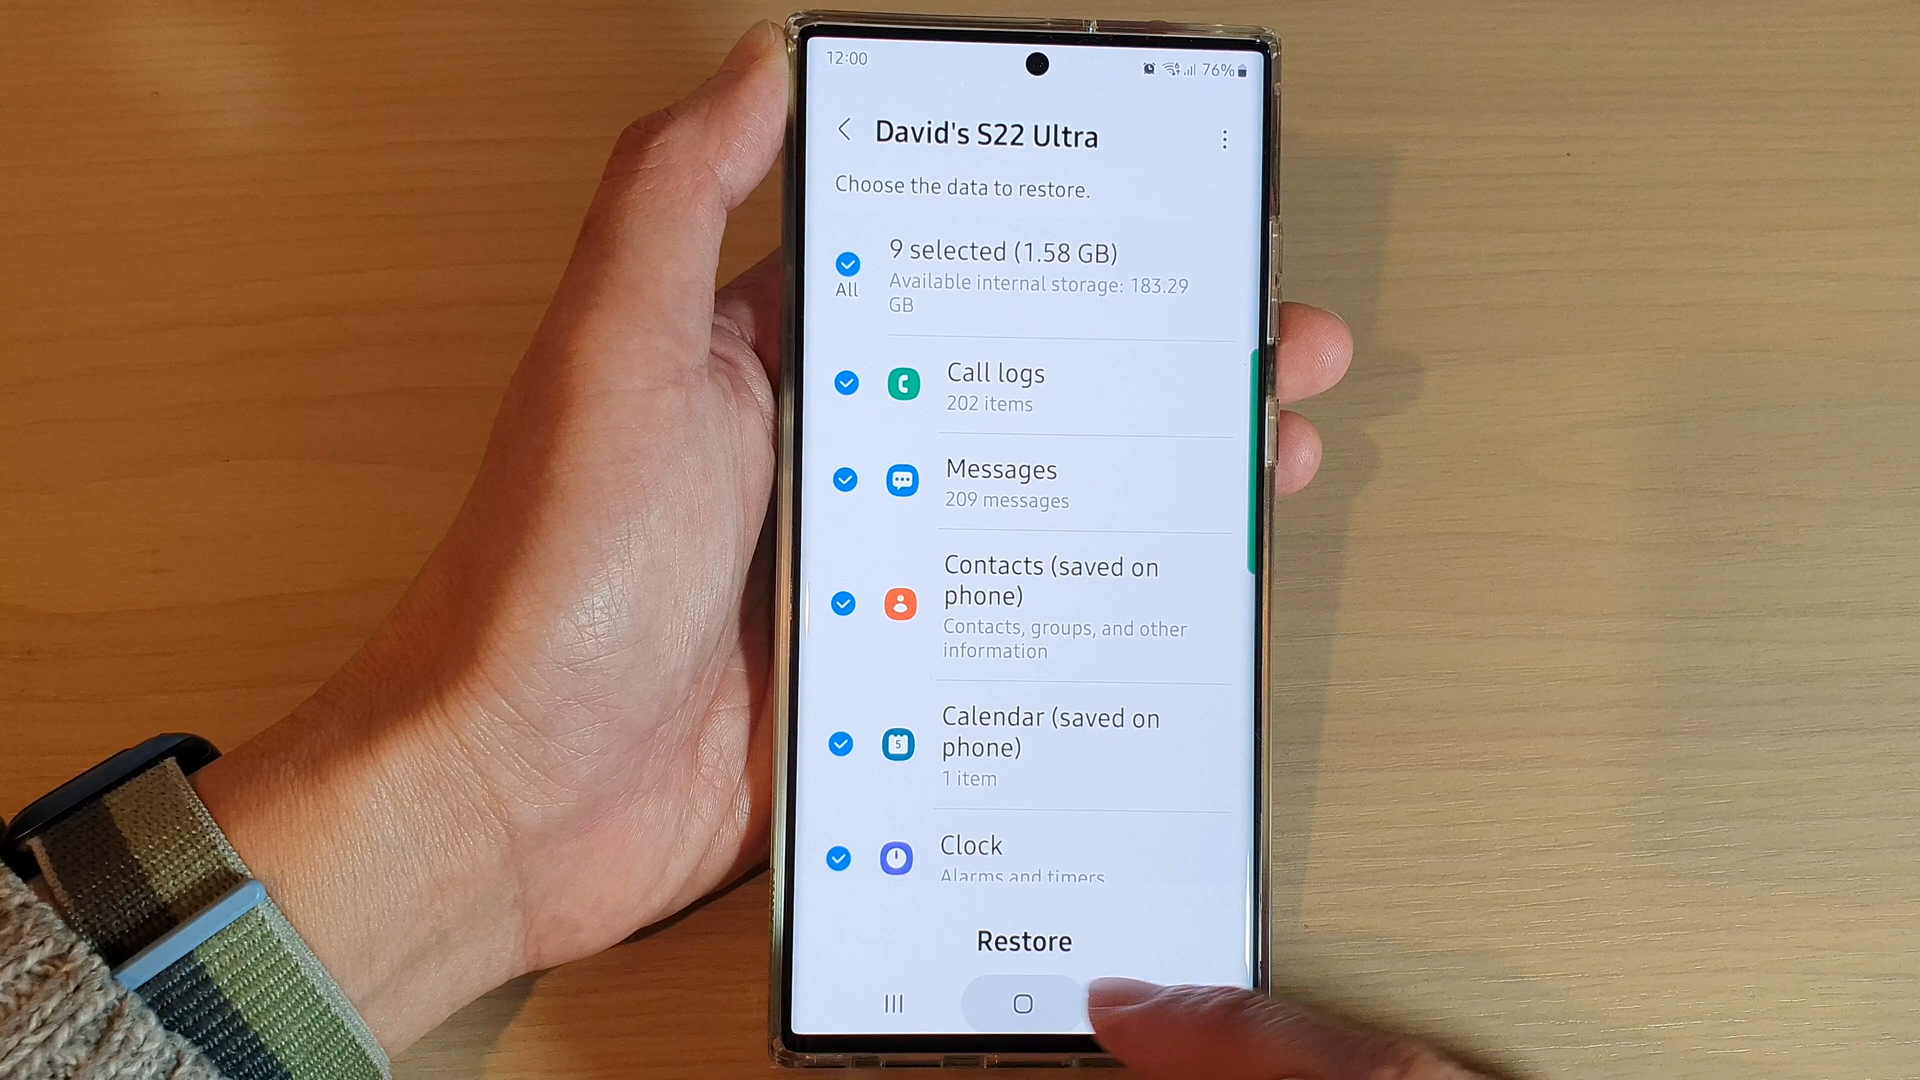 12:00
76%
David's S22 Ultra
Choose the data to restore.
9 selected (1.58 GB)
All
Available internal storage: 183.29
GB
Call logs
202 items
Messages
209 messages
Contacts (saved on
phone)
Contacts, groups, and other
information
Calendar (saved on
phone)
5
1 item
Clock
Alarms and timers
Restore